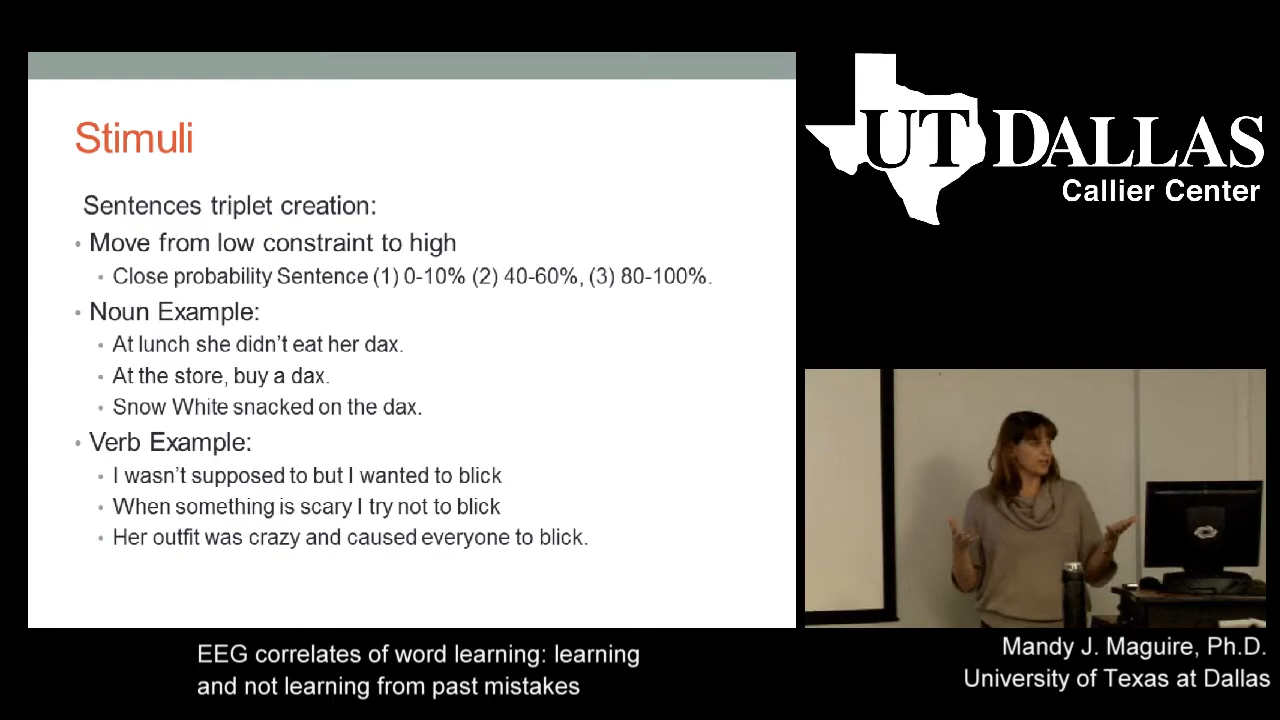 Stimuli
Sentences triplet creation:
• Move from low constraint to high
• Close probability Sentence (1) 0-10% (2) 40-60%, (3) 80-100%.
• Noun Example:
• At lunch she didn't eat her dax.
• At the store, buy a dax.
• Snow White snacked on the dax.
• Verb Example:
• I wasn't supposed to but I wanted to blick
• When something is scary I try not to blick
• Her outfit was crazy and caused everyone to blick.
UT DALLAS
Callier Center
EEG correlates of word learning: learning
and not learning from past mistakes
Mandy J. Maguire, Ph.D.
University of Texas at Dallas